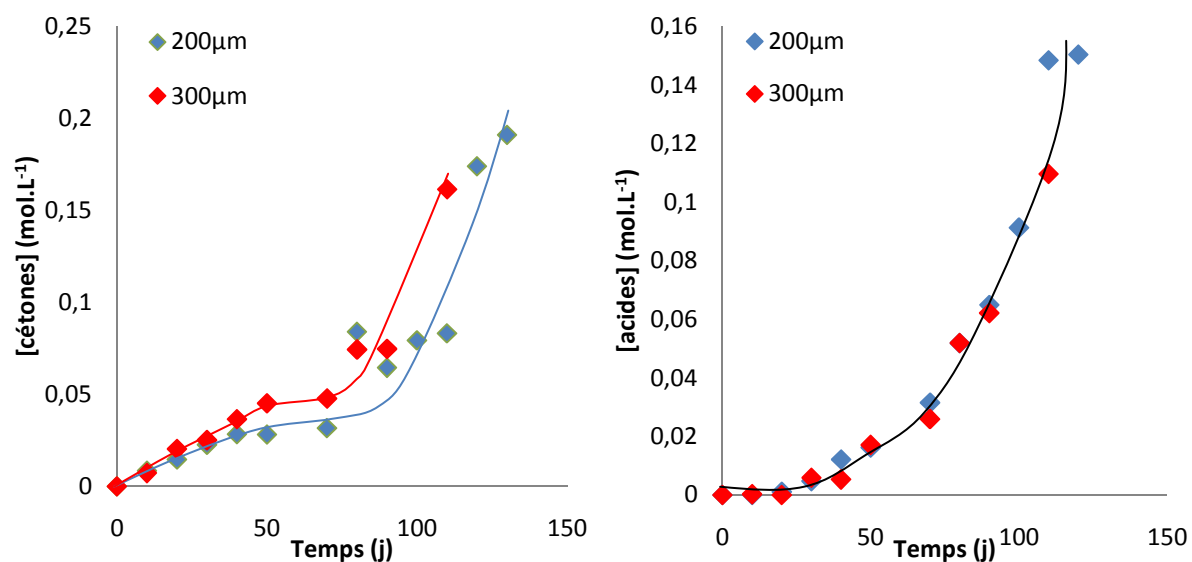 0,25
0,2
0,15
0,1
0,05
0
[cétones] (mol.L-1)
200µm
300µm
0 50 100 150
Temps (j)
0,16
0,14
0,12
0,1
0,08
0,06
0,04
0,02
0
[acides] (mol.L-1)
200µm
300µm
0 50 100 150
Temps (j)